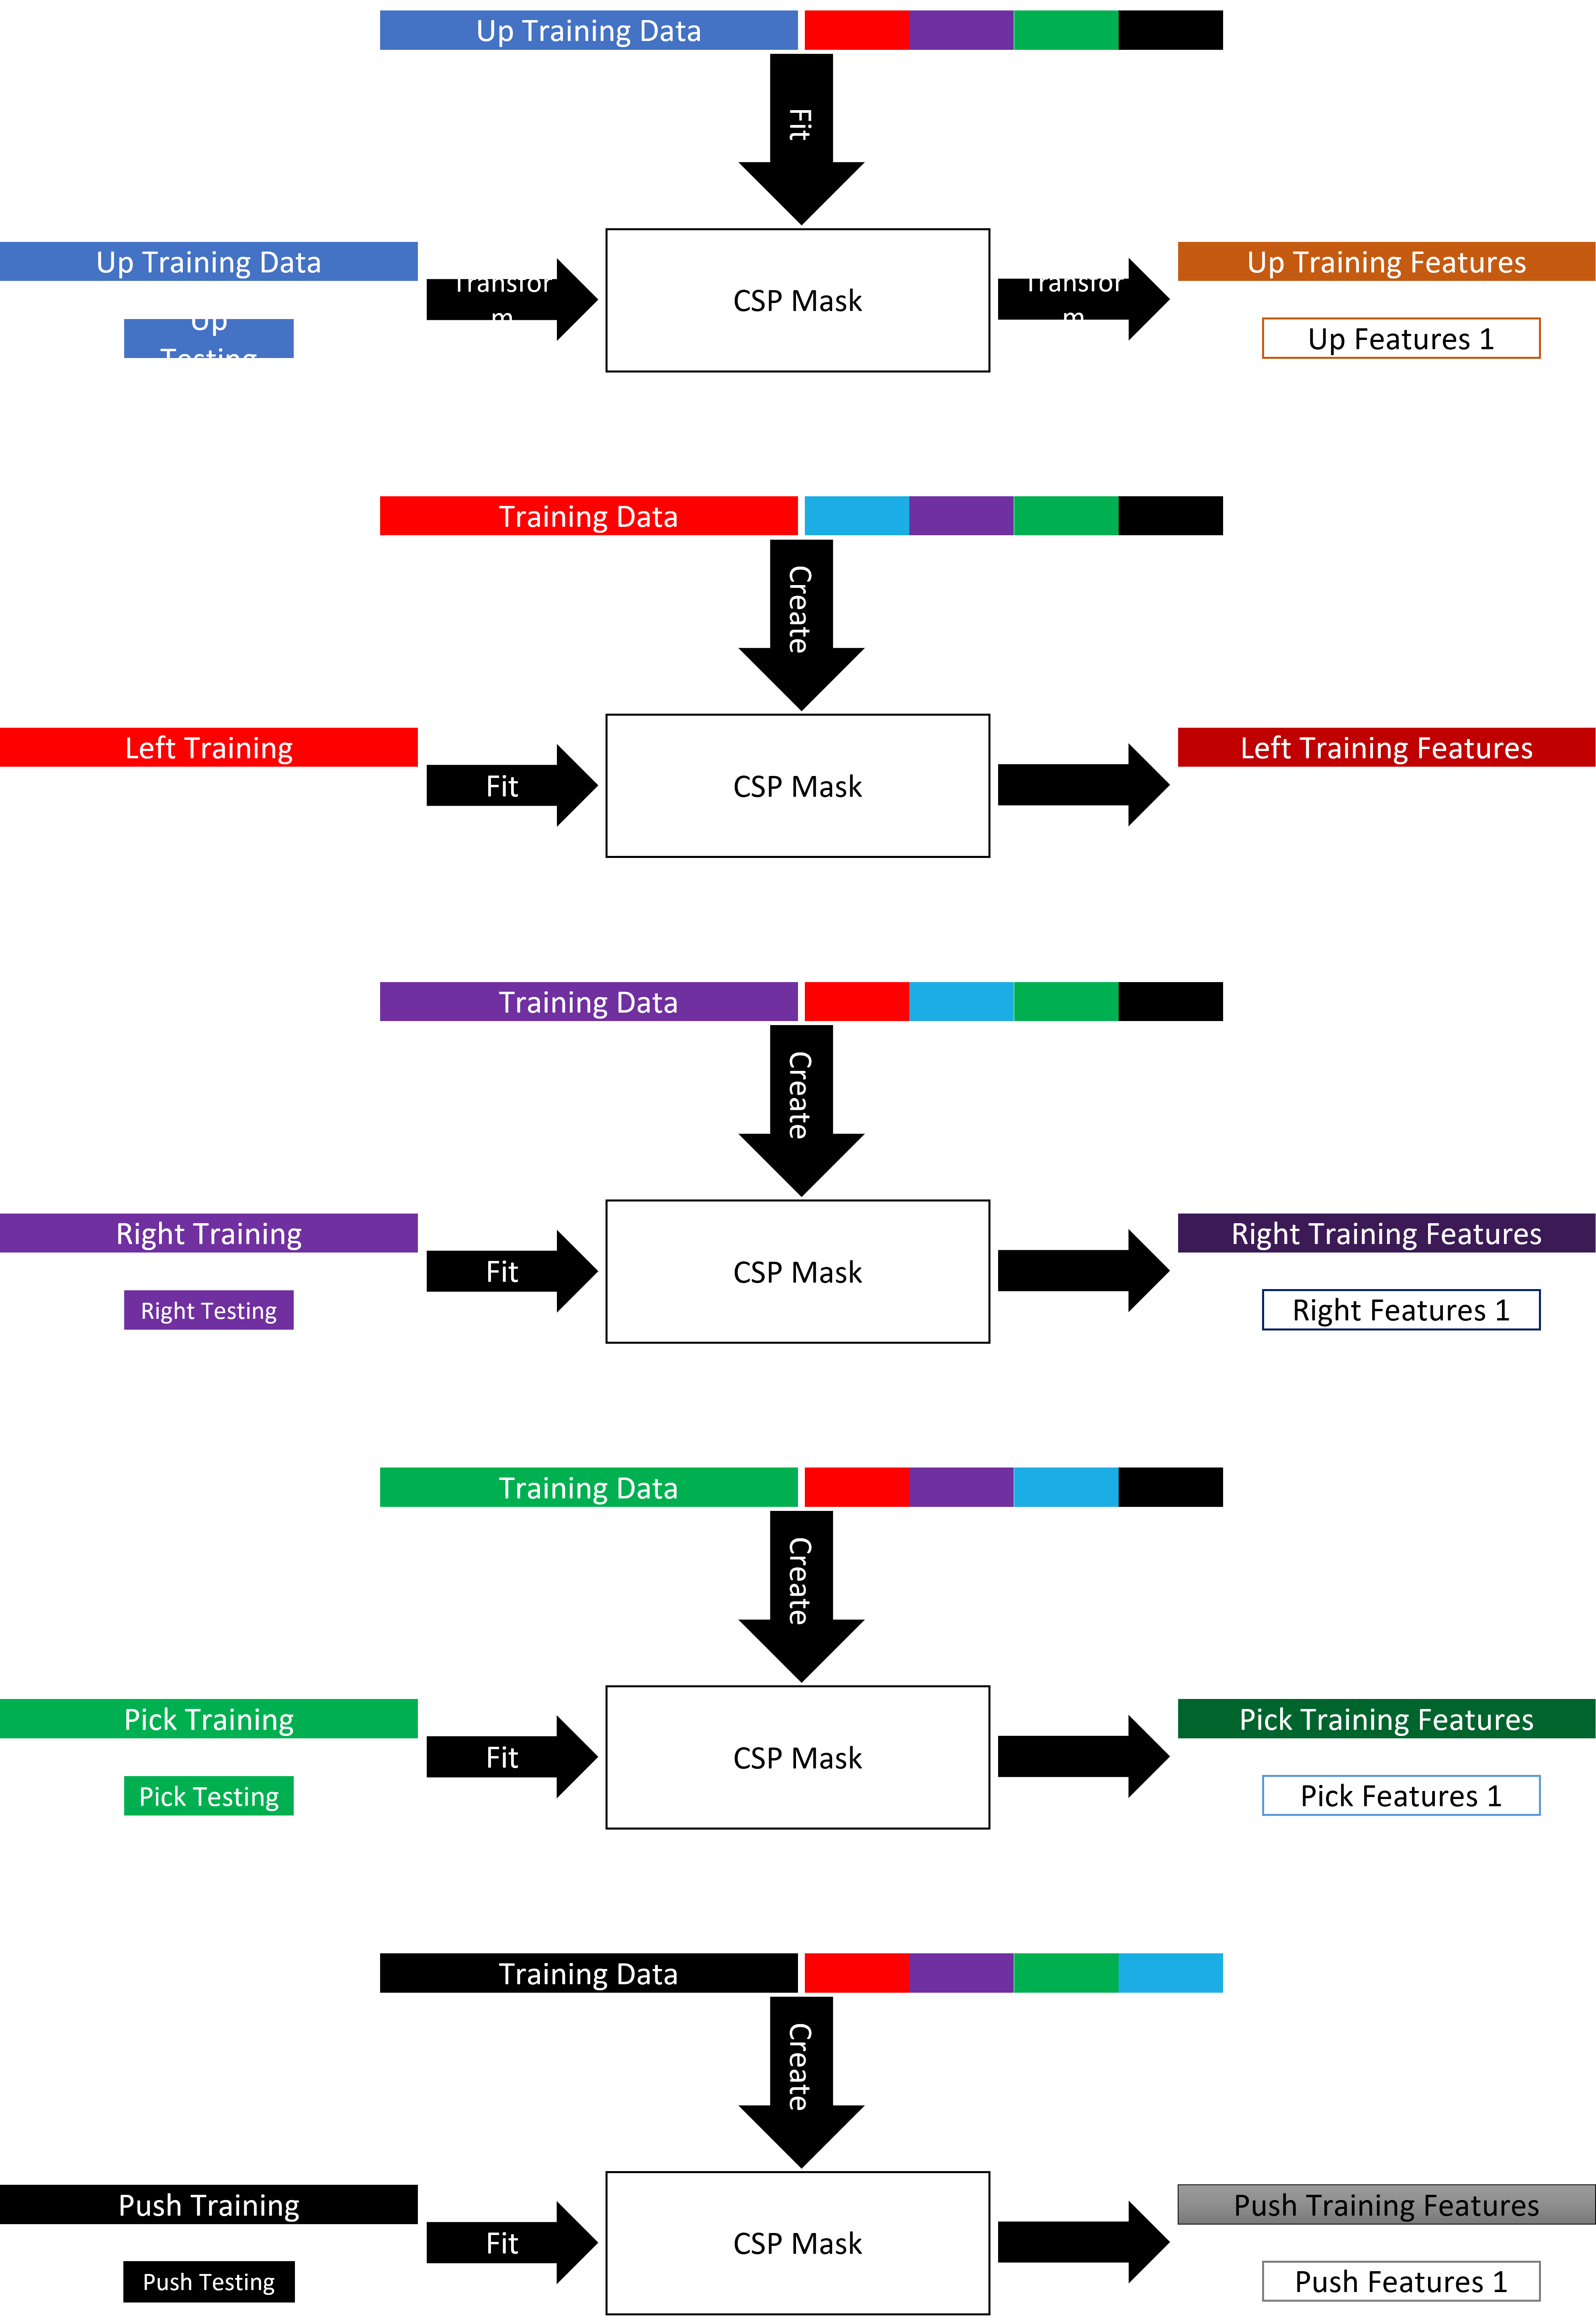 Up Training Data
Fit
Up Training Data
Transfor
m
CSP Mask
Transfor
m
Up Training Features
Up
Testing
Up Features 1
Training Data
Create
Left Training
Fit
CSP Mask
Left Training Features
Training Data
Create
Right Training
Fit
CSP Mask
Right Training Features
Right Testing
Right Features 1
Training Data
Create
Pick Training
Fit
CSP Mask
Pick Training Features
Pick Testing
Pick Features 1
Training Data
Create
Push Training
Fit
CSP Mask
Push Training Features
Push Testing
Push Features 1